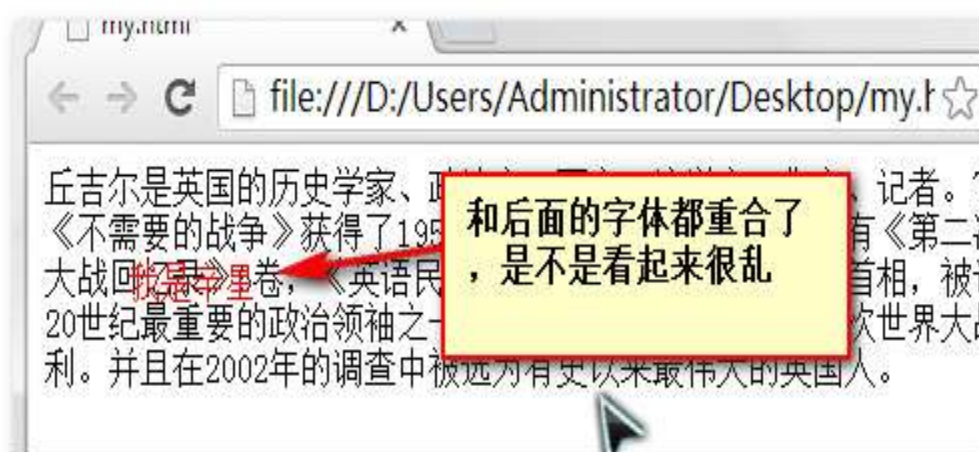 my.html
file:///D:/Users/Administrator/Desktop/my.h
丘吉尔是英国的历史学家、 、记者。
《不需要的战争》获得了195 有《第二
和后面的字体都重合了
，是不是看起来很乱
大战回 卷，《英语民 首相，被
我是辛星
20世纪最重要的政治领袖之一 次世界大
利。并且在2002年的调查中被选为有史以来最伟大的英国人。